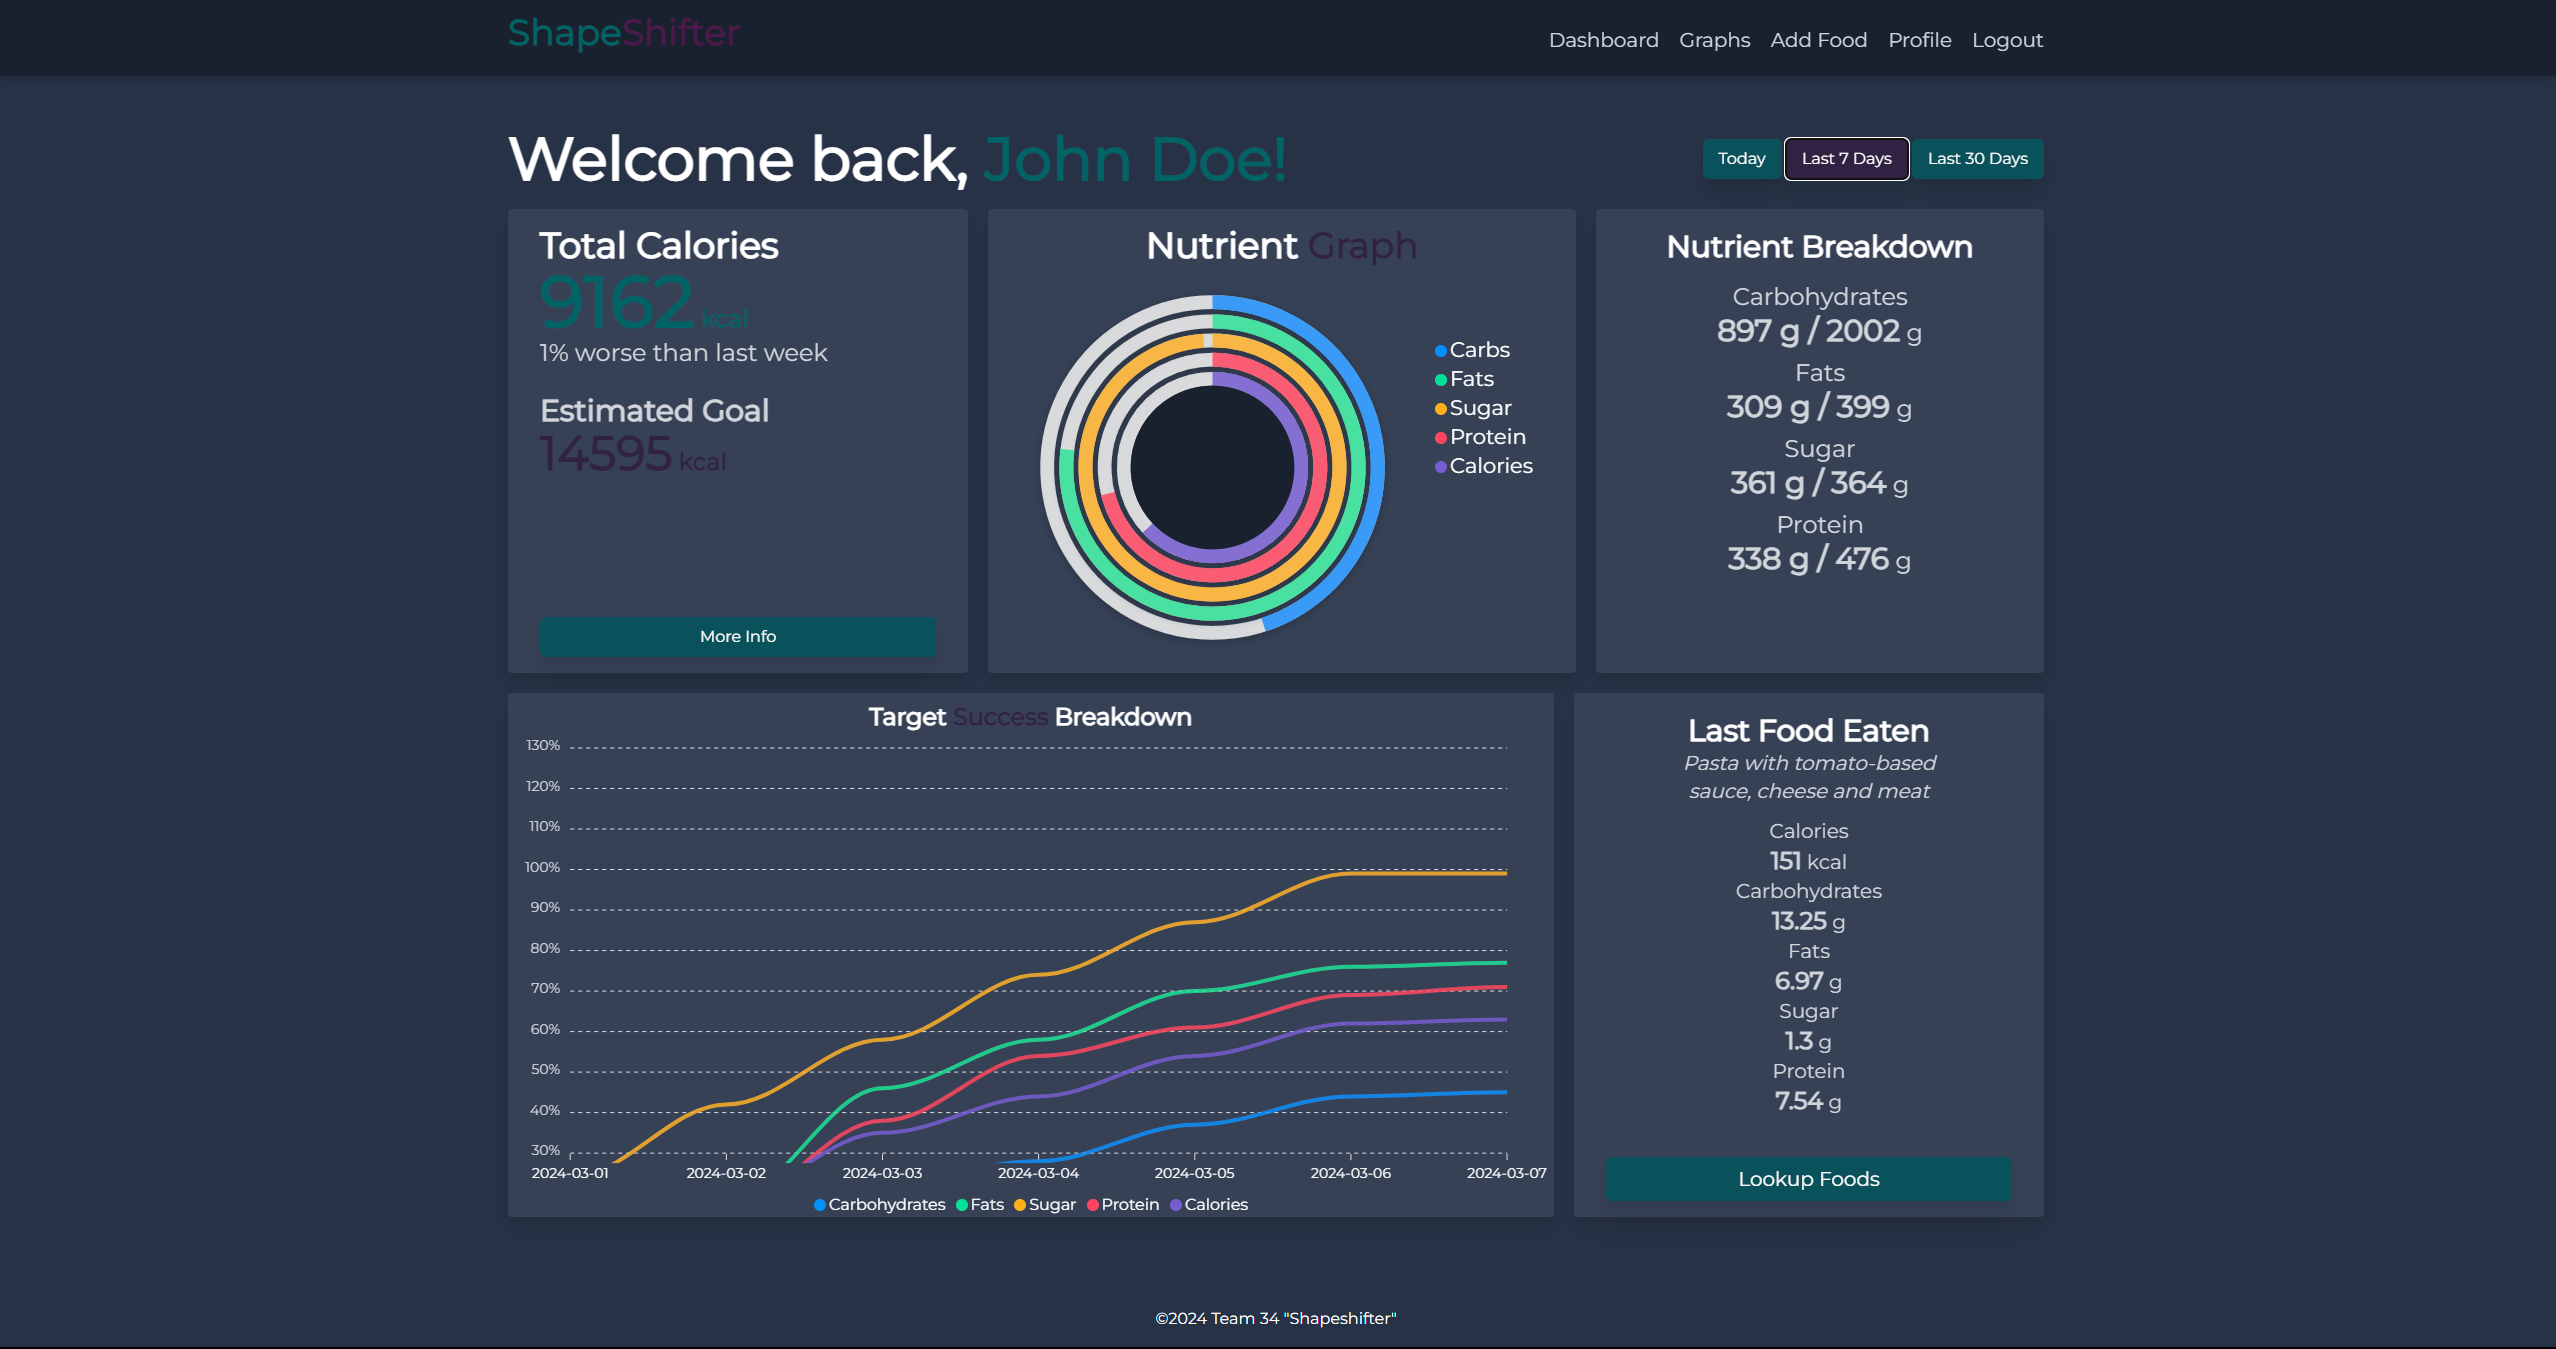 ShapeShifter
Dashboard Graphs Add Food Profile Logout
Welcome back, John Doe!
Today Last 7 Days Last 30 Days
Total Calories
9162 kcal
1% worse than last week
Estimated Goal
14595 kcal
More Info
Nutrient Graph
Carbs
Fats
Sugar
Protein
Calories
Nutrient Breakdown
Carbohydrates
897 g / 2002 g
Fats
309 g / 399 g
Sugar
361 g / 364 g
Protein
338 g / 476 g
Target Success Breakdown
130%
120%
110%
100%
90%
80%
70%
60%
50%
40%
30%
2024-03-01 2024-03-02 2024-03-03 2024-03-04 2024-03-05 2024-03-06 2024-03-07
Carbohydrates Fats Sugar Protein Calories
Last Food Eaten
Pasta with tomato-based
sauce, cheese and meat
Calories
151 kcal
Carbohydrates
13.25 g
Fats
6.97 g
Sugar
1.3 g
Protein
7.54 g
Lookup Foods
©2024 Team 34 "Shapeshifter"